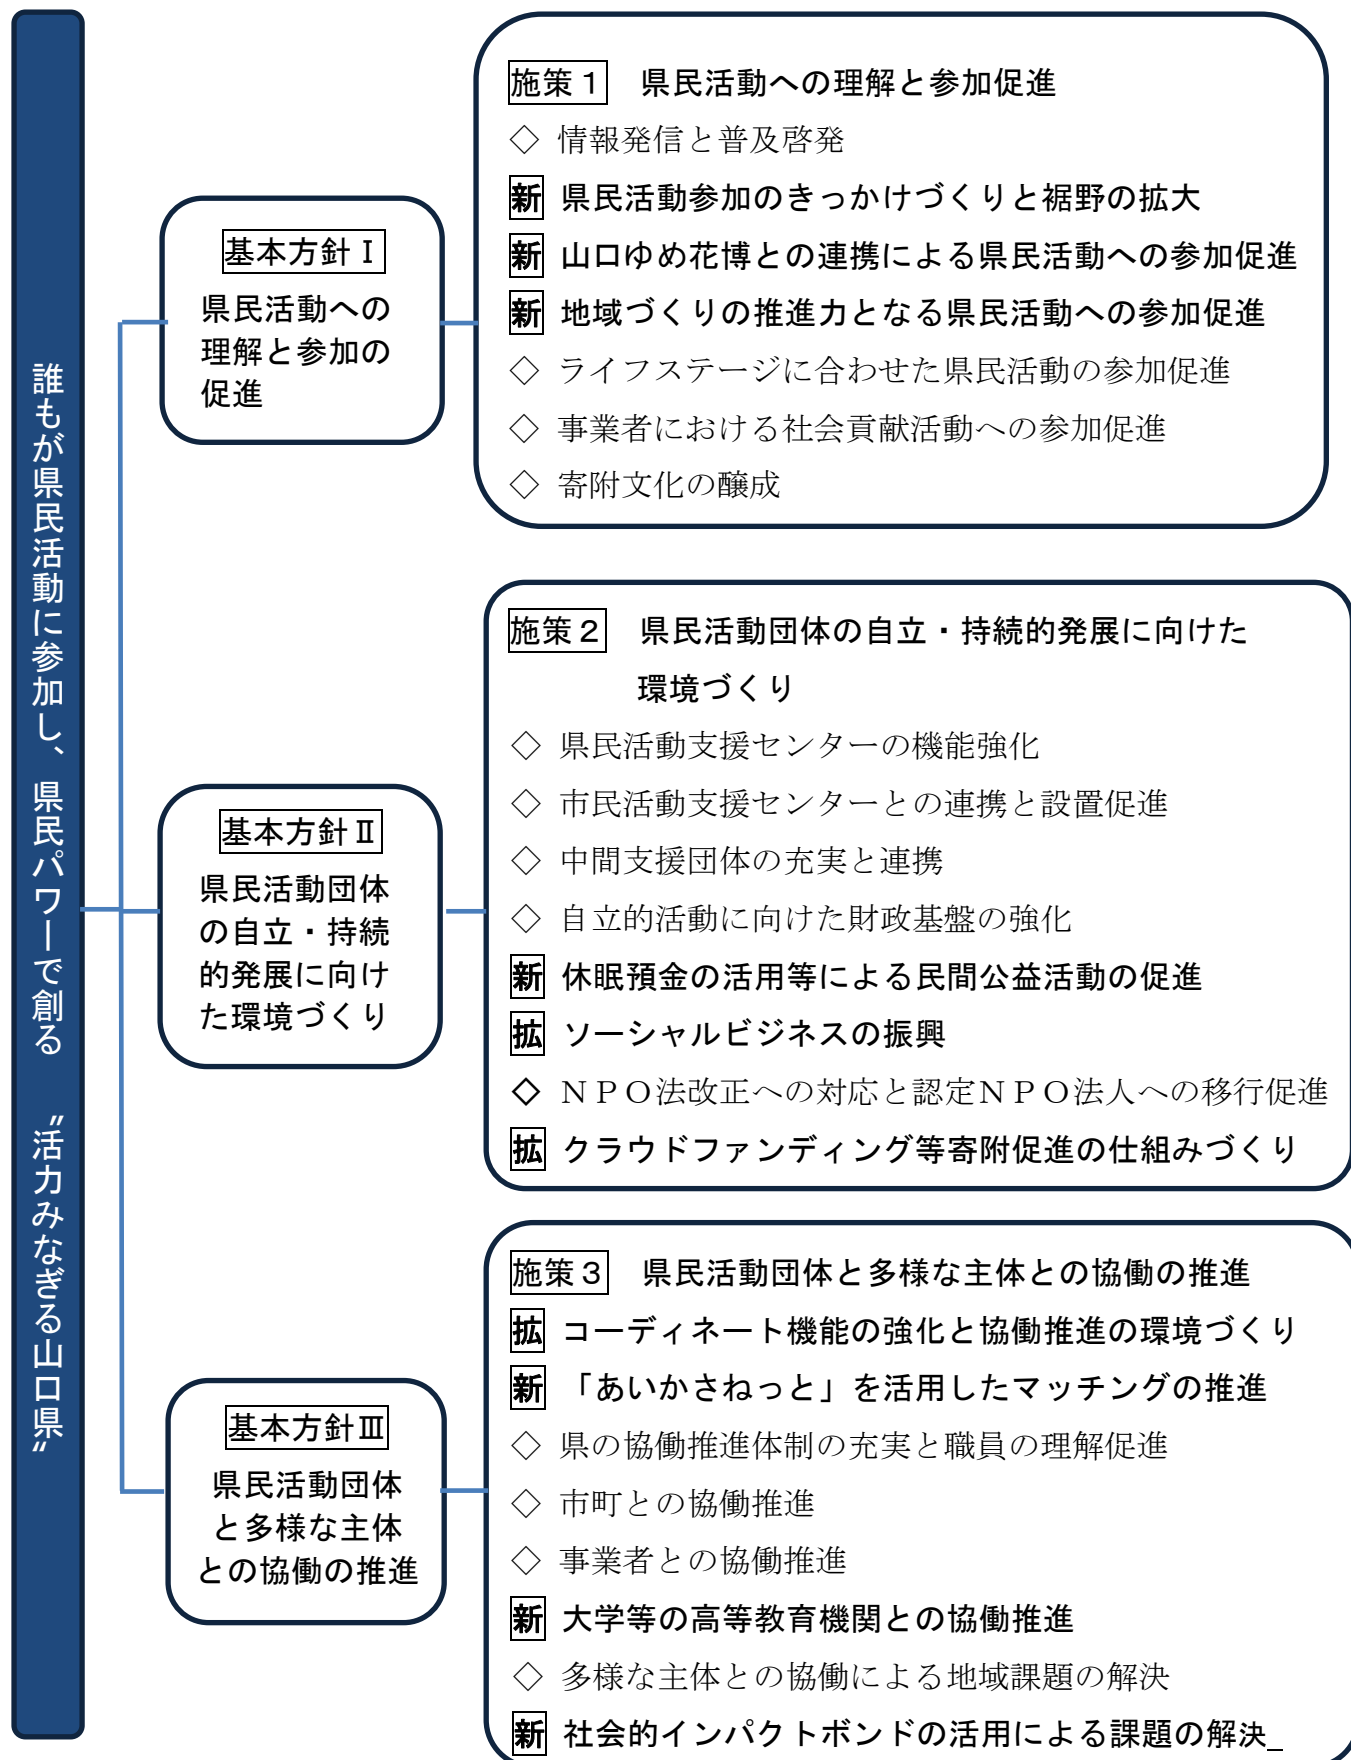 誰もが県民活動に参加し、県民パワーで創る　〝活力みなぎる山口県〟
基本方針Ⅰ
県民活動への
理解と参加の
促進
施策１　県民活動への理解と参加促進
◇ 情報発信と普及啓発
新 県民活動参加のきっかけづくりと裾野の拡大
新 山口ゆめ花博との連携による県民活動への参加促進
新 地域づくりの推進力となる県民活動への参加促進
◇ ライフステージに合わせた県民活動の参加促進
◇ 事業者における社会貢献活動への参加促進
◇ 寄附文化の醸成
基本方針Ⅱ
県民活動団体
の自立・持続
的発展に向け
た環境づくり
施策２　県民活動団体の自立・持続的発展に向けた
環境づくり
◇ 県民活動支援センターの機能強化
◇ 市民活動支援センターとの連携と設置促進
◇ 中間支援団体の充実と連携
◇ 自立的活動に向けた財政基盤の強化
新 休眠預金の活用等による民間公益活動の促進
拡 ソーシャルビジネスの振興
◇ ＮＰＯ法改正への対応と認定ＮＰＯ法人への移行促進
拡 クラウドファンディング等寄附促進の仕組みづくり
基本方針Ⅲ
県民活動団体
と多様な主体
との協働の推進
施策３　県民活動団体と多様な主体との協働の推進
拡 コーディネート機能の強化と協働推進の環境づくり
新 「あいかさねっと」を活用したマッチングの推進
◇ 県の協働推進体制の充実と職員の理解促進
◇ 市町との協働推進
◇ 事業者との協働推進
新 大学等の高等教育機関との協働推進
◇ 多様な主体との協働による地域課題の解決
新 社会的インパクトボンドの活用による課題の解決_